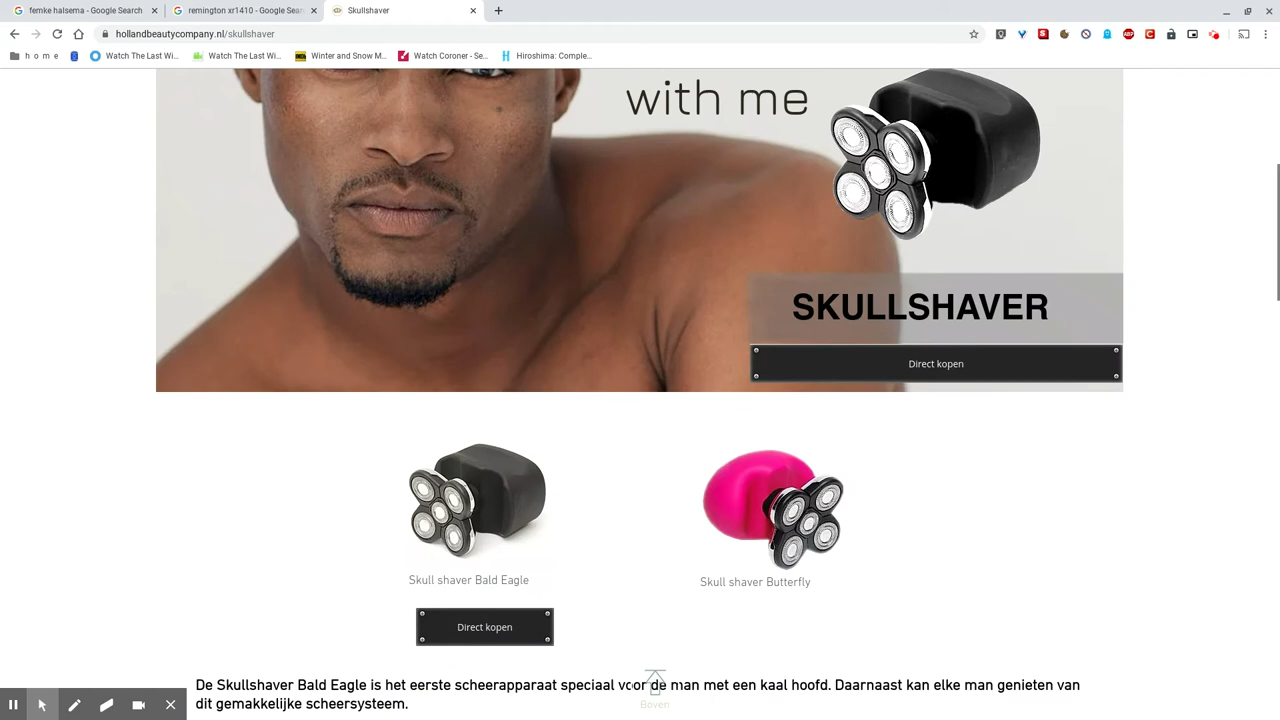 femke halsema - Google Search
remington xr1410 - Google Sear
Skullshaver
hollandbeautycompany.nl/skullshaver
h o m e
Watch The Last Wi...
Watch The Last Wi...
Winter and Snow M...
Watch Coroner - Se...
Hiroshima: Comple...
with me
SKULLSHAVER
Direct kopen
Skull shaver Bald Eagle
Skull shaver Butterfly
Direct kopen
De Skullshaver Bald Eagle is het eerste scheerapparaat speciaal voor de man met een kaal hoofd. Daarnaast kan elke man genieten van
dit gemakkelijke scheersysteem.
Boven